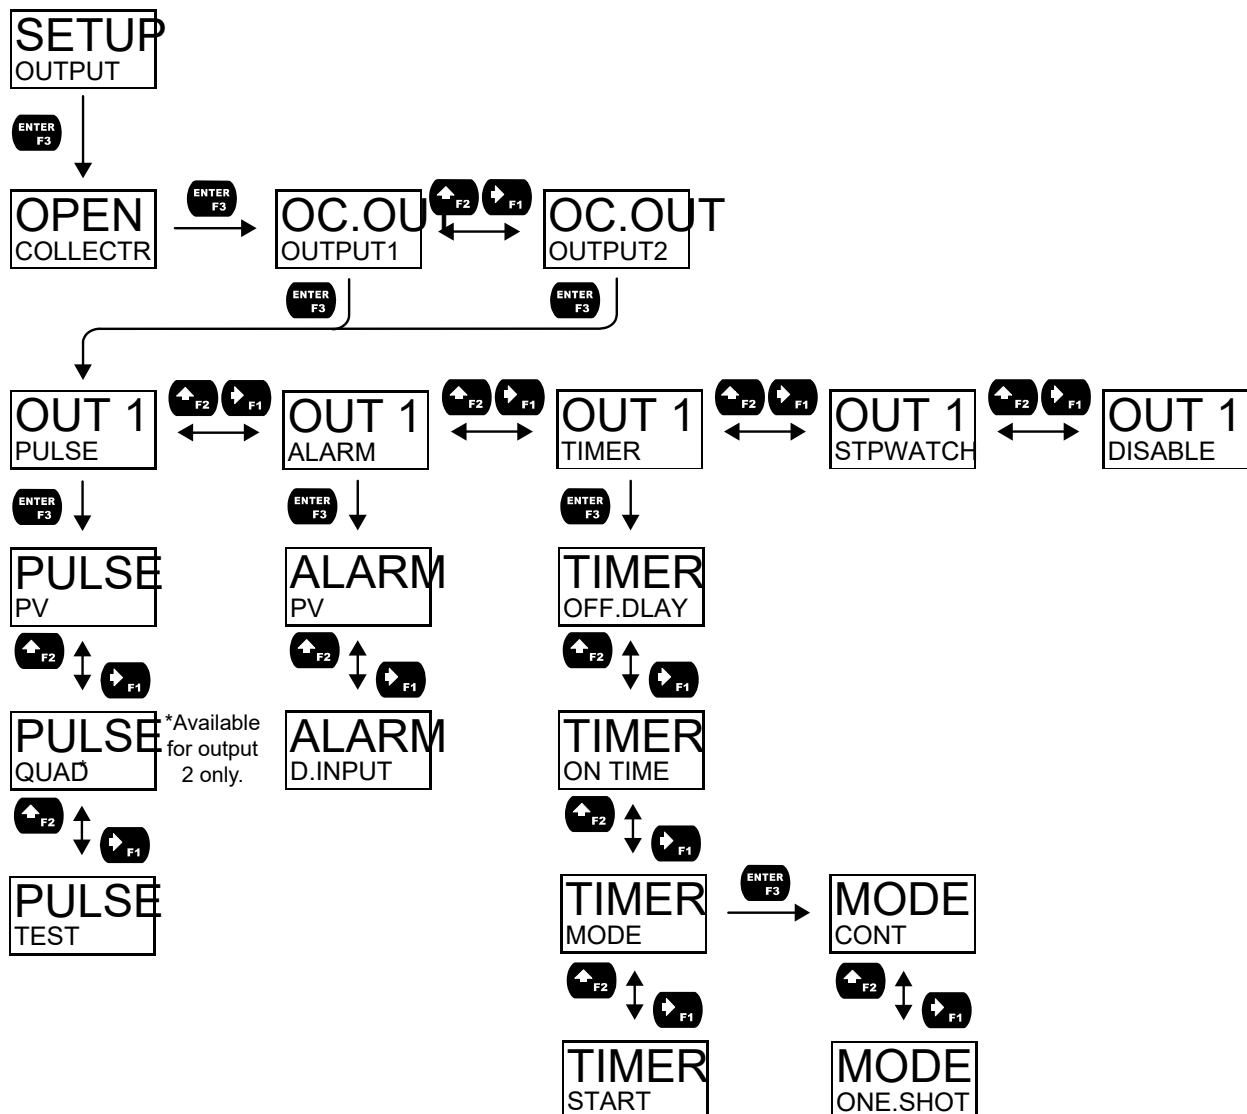 SETUP
OUTPUT
ENTER
F3
OPEN
COLLECTR
ENTER
F3
OC.OUT
OUTPUT1
F2
F1
OC.OUT
OUTPUT2
ENTER
F3
ENTER
F3
OUT 1
PULSE
F2
F1
OUT 1
ALARM
F2
F1
OUT 1
TIMER
F2
F1
OUT 1
STPWATCH
F2
F1
OUT 1
DISABLE
ENTER
F3
ENTER
F3
ENTER
F3
PULSE
PV
ALARM
PV
TIMER
OFF.DLAY
F2
F1
F2
F1
F2
F1
PULSE
QUAD*
*Available
for output
2 only.
ALARM
D.INPUT
TIMER
ON TIME
F2
F1
F2
F1
PULSE
TEST
TIMER
MODE
ENTER
F3
MODE
CONT
F2
F1
F2
F1
TIMER
START
MODE
ONE.SHOT